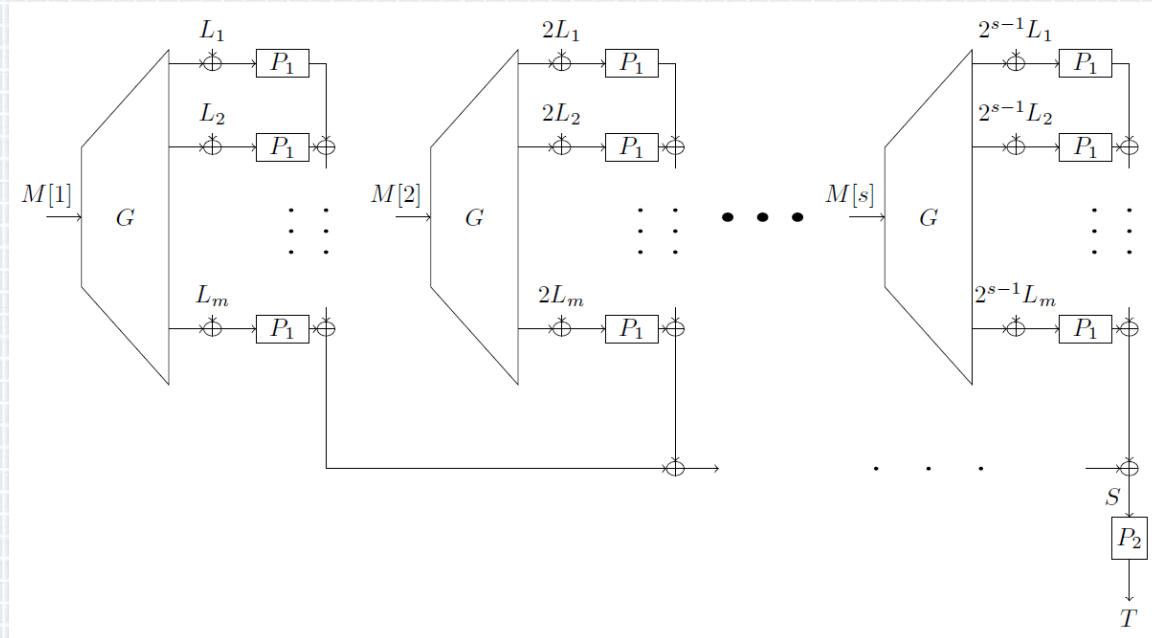 $L_1$ $2L_1$ $2^{s-1}L_1$
$P_1$ $P_1$ $P_1$
$L_2$ $2L_2$ $2^{s-1}L_2$
$P_1$ $P_1$ $P_1$
$M[1]$ $M[2]$ $M[s]$
$G$ $G$ $G$
$L_m$ $2L_m$ $2^{s-1}L_m$
$P_1$ $P_1$ $P_1$
$S$
$P_2$
$T$